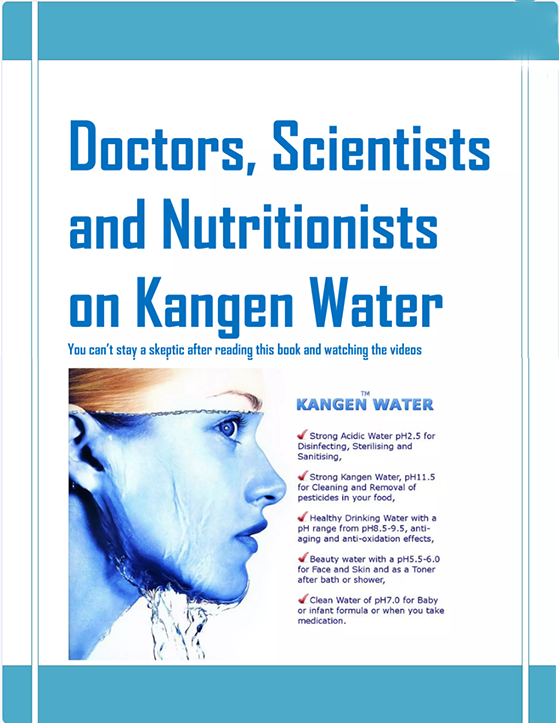 Doctors, Scientists
and Nutritionists
on Kangen Water
You can't stay a skeptic after reading this book and watching the videos
KANGEN WATER™
✓ Strong Acidic Water pH2.5 for
Disinfecting, Sterilising and
Sanitising,
✓ Strong Kangen Water, pH11.5
for Cleaning and Removal of
pesticides in your food,
✓ Healthy Drinking Water with a
pH range from pH8.5-9.5, anti-
aging and anti-oxidation effects,
✓ Beauty water with a pH5.5-6.0
for Face and Skin and as a Toner
after bath or shower,
✓ Clean Water of pH7.0 for Baby
or infant formula or when you take
medication.